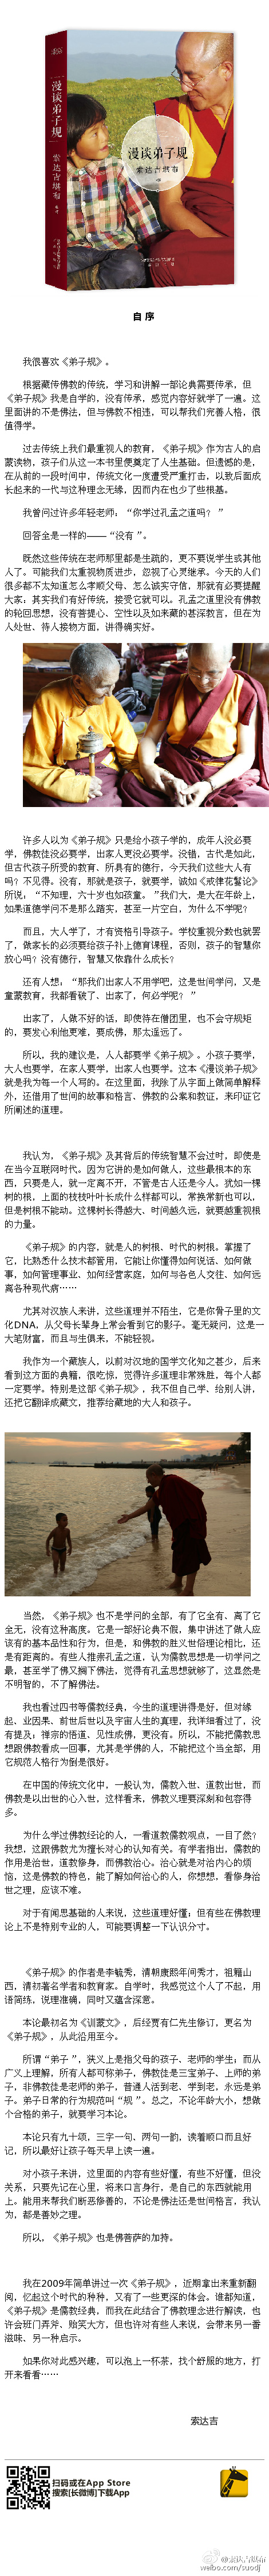 漫谈弟子规
索达吉堪布
漫谈弟子规
索达吉堪布
自 序
我很喜欢《弟子规》。
根据藏传佛教的传统，学习和讲解一部论典需要传承，但
《弟子规》我是自学的，没有传承，感觉内容好就学了一遍。这
里面讲的不是佛法，但与佛教不相违，可以帮我们完善人格，很
值得学。
过去传统上我们最重视人的教育，《弟子规》作为古人的启
蒙读物，孩子们从这一本书里便奠定了人生基础。但遗憾的是，
在从前的一段时间中，传统文化一度遭受严重打击，以致后面成
长起来的一代与这种理念无缘，因而内在也少了些根基。
我曾问过许多年轻老师：“你学过孔孟之道吗？ ”
回答全是一样的——“没有 ”。
既然这些传统在老师那里都是生疏的，更不要说学生或其他
人了。可能我们太重视物质进步，忽视了心灵继承。今天的人们
很多都不太知道怎么孝顺父母、怎么诚实守信，那就有必要提醒
大家：其实我们有好传统，接受它就可以。孔孟之道里没有佛教
的轮回思想，没有菩提心、空性以及如来藏的甚深教言，但在为
人处世、待人接物方面，讲得确实好。
许多人以为《弟子规》只是给小孩子学的，成年人没必要
学，佛教徒没必要学，出家人更没必要学。没错，古代是如此，
但古代孩子所受的教育、所具有的德行，今天我们这些大人有
吗？不见得。没有，那就是孩子，就要学，诚如《戒律花鬘论》
所说，“不知理，六十岁也如孩童。”我们大，是大在年龄上，
如果道德学问不是那么踏实，甚至一片空白，为什么不学呢？
而且，大人学了，才有资格引导孩子。学校重视分数也就罢
了，做家长的必须要给孩子补上德育课程，否则，孩子的智慧你
放心吗？没有德行，智慧又依靠什么成长？
还有人想：“那我们出家人不用学吧，这是世间学问，又是
童蒙教育，我都看破了、出家了，何必学呢？ ”
出家了，人做不好的话，即使待在僧团里，也不会守规矩
的，要发心利他更难，要成佛，那太遥远了。
所以，我的建议是，人人都要学《弟子规》。小孩子要学，
大人也要学，在家人要学，出家人也要学。这本《漫谈弟子规》
就是我为每一个人写的。在这里面，我除了从字面上做简单解释
外，还借用了世间的故事和格言、佛教的公案和教证，来印证它
所阐述的道理。
我认为，《弟子规》及其背后的传统智慧不会过时，即使是
在当今互联网时代。因为它讲的是如何做人，这些最根本的东
西，只要是人，就一定离不开，不管是古人还是今人。犹如一棵
树的根，上面的枝枝叶叶长成什么样都可以，常换常新也可以，
但是树根不能动。这棵树长得越大、时间越久远，就要越重视根
的力量。
《弟子规》的内容，就是人的树根、时代的树根。掌握了
它，比熟悉什么技术都管用，它能让你懂得如何说话、如何做
事，如何管理事业、如何经营家庭，如何与各色人交往、如何远
离各种现代病……
尤其对汉族人来讲，这些道理并不陌生，它是你骨子里的文
化DNA，从父母长辈身上常会看到它的影子。毫无疑问，这是一
大笔财富，而且与生俱来，不能轻视。
我作为一个藏族人，以前对汉地的国学文化知之甚少，后来
看到这方面的典籍，很吃惊，觉得许多道理非常殊胜，每个人都
一定要学。特别是这部《弟子规》，我不但自己学、给别人讲，
还把它翻译成藏文，推荐给藏地的大人和孩子。
当然，《弟子规》也不是学问的全部，有了它全有、离了它
全无，没有这种高度。它是一部好论典不假，集中讲述了做人应
该有的基本品性和行为，但是，和佛教的胜义世俗理论相比，还
是有距离的。有些人推崇孔孟之道，认为儒教思想是一切学问之
最，甚至学了佛又搁下佛法，觉得有孔孟思想就够了，这显然是
不明智的，不了解佛法。
我也看过四书等儒教经典，今生的道理讲得是好，但对缘
起、业因果、前世后世以及宇宙人生的真理，我详细看过了，没
有提及；禅宗的悟道、见性成佛，更没有。所以，不能把儒教思
想跟佛教看成一回事，尤其是学佛的人，不能把这个当全部，用
它规范人格行为倒是很好。
在中国的传统文化中，一般认为，儒教入世、道教出世，而
佛教是以出世的心入世，这样看来，佛教义理要深刻和包容得
多。
为什么学过佛教经论的人，一看道教儒教观点，一目了然？
我想，这跟佛教尤为擅长对心的认知有关。有学者指出，儒教的
作用是治世，道教修身，而佛教治心。治心就是对治内心的烦
恼，这是佛教的特色，能了解如何治心的人，你想想，看修身治
世之理，应该不难。
对于有闻思基础的人来说，这些道理好懂；但有些在佛教理
论上不是特别专业的人，可能要调整一下认识分寸。
《弟子规》的作者是李毓秀，清朝康熙年间秀才，祖籍山
西，清初著名学者和教育家。自学时，我感觉这个人了不起，用
语简练，说理准确，同时又蕴含深意。
本论最初名为《训蒙文》，后经贾有仁先生修订，更名为
《弟子规》，从此沿用至今。
所谓“弟子 ”，狭义上是指父母的孩子、老师的学生；而从
广义上理解，所有人都可称弟子，佛教徒是三宝弟子、上师的弟
子，非佛教徒是老师的弟子，普通人活到老、学到老，永远是弟
子。弟子日常的行为规范叫“规 ”。总之，不论年龄大小，想做
个合格的弟子，就要学习本论。
本论只有九十颂，三字一句，两句一韵，读着顺口而且好
记，所以最好让孩子每天早上读一遍。
对小孩子来讲，这里面的内容有些好懂，有些不好懂，但没
关系，只要先记在心里，将来口言身行，是自己的东西就能用
上。能用来帮我们断恶修善的，不论是佛法还是世间格言，我认
为，都是善妙之理。
所以，《弟子规》也是佛菩萨的加持。
我在2009年简单讲过一次《弟子规》，近期拿出来重新翻
阅，忆起这个时代的种种，又有了一些更深的体会。谁都知道，
《弟子规》是儒教经典，而我在此结合了佛教理念进行解读，也
许会班门弄斧、贻笑大方，但也许对有些人来说，会带来另一番
滋味、另一种启示。
如果你对此感兴趣，可以泡上一杯茶，找个舒服的地方，打
开来看看……
索达吉
扫码或在App Store
搜索[长微博]下载App
@索达吉堪布
weibo.com/suodj